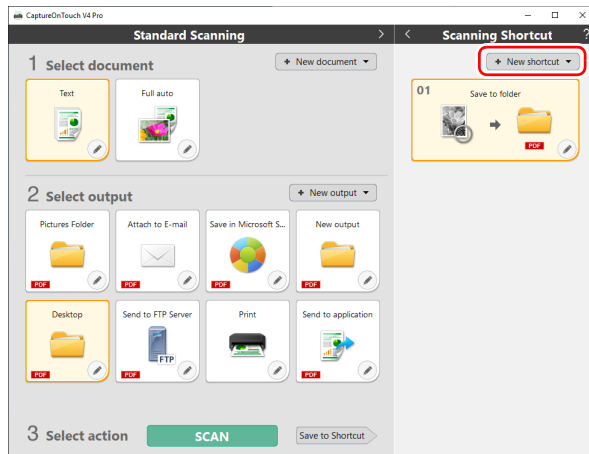 CaptureOnTouch V4 Pro
Standard Scanning
1 Select document
+ New document
Text
Full auto
2 Select output
+ New output
Pictures Folder
PDF
Attach to E-mail
Save in Microsoft S...
PDF
New output
PDF
Desktop
PDF
Send to FTP Server
FTP
PDF
Print
Send to application
PDF
3 Select action
SCAN
Save to Shortcut
Scanning Shortcut
?
+ New shortcut
01
Save to folder
PDF